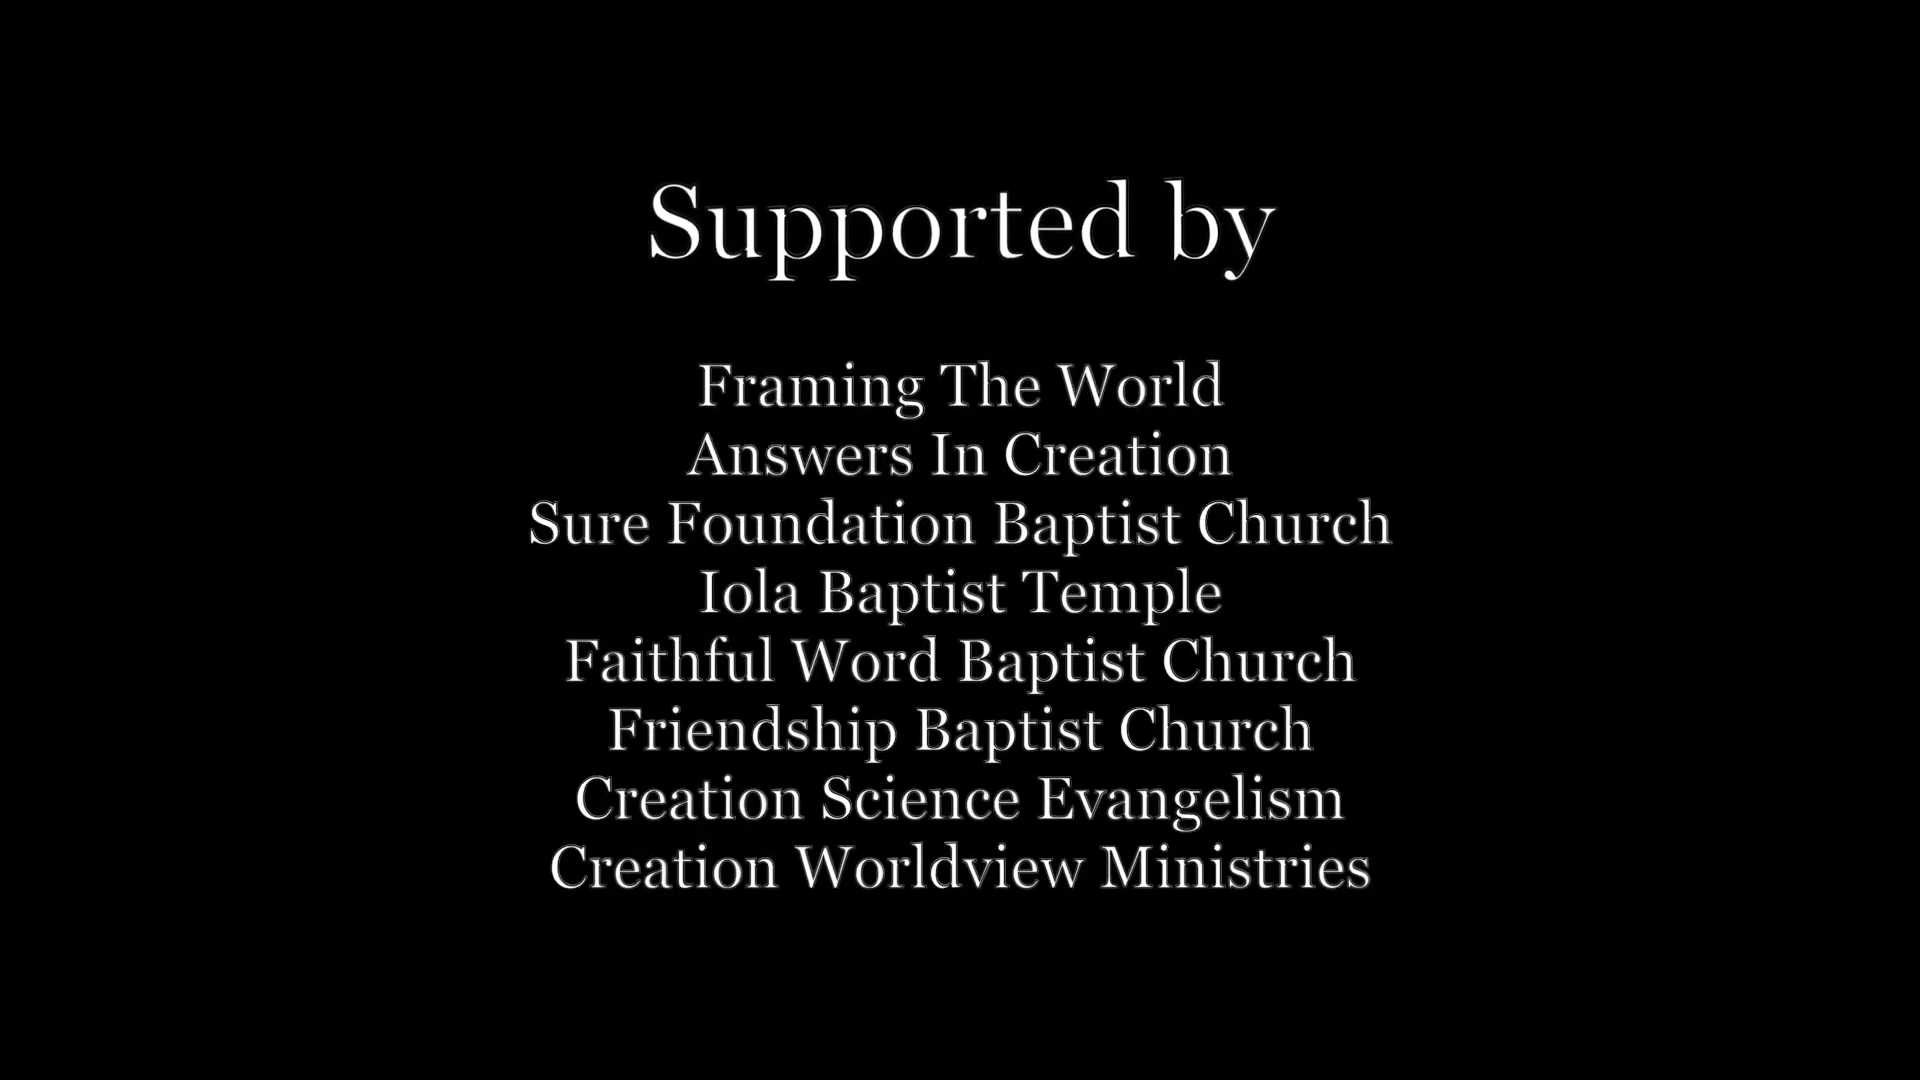 Supported by
Framing The World
Answers In Creation
Sure Foundation Baptist Church
Iola Baptist Temple
Faithful Word Baptist Church
Friendship Baptist Church
Creation Science Evangelism
Creation Worldview Ministries